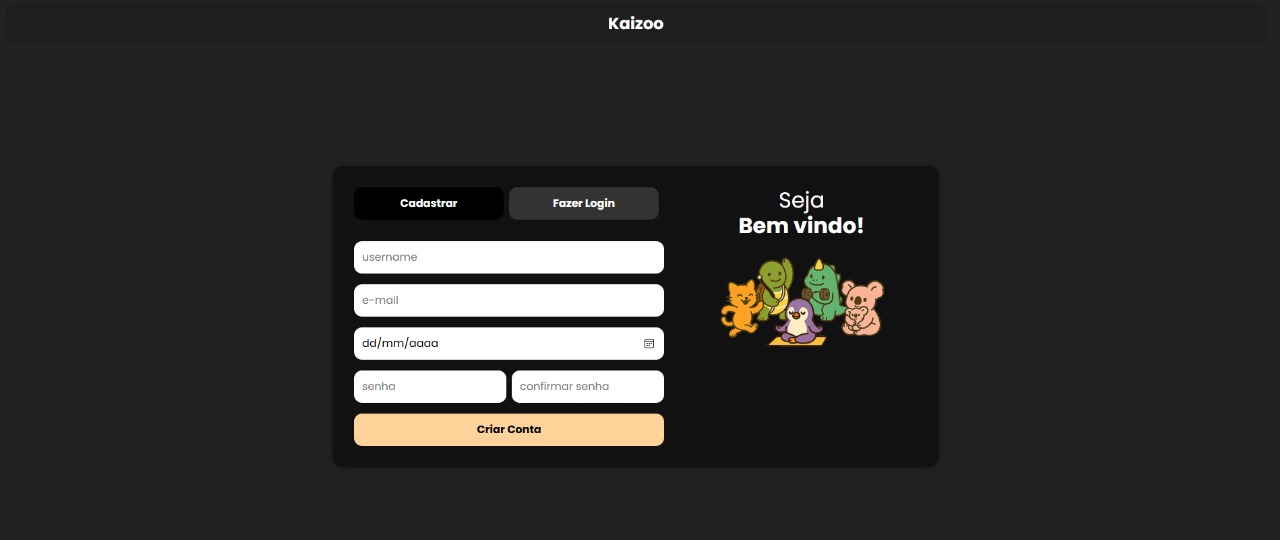 Kaizoo
Cadastrar
Fazer Login
username
e-mail
dd/mm/aaaa
senha
confirmar senha
Criar Conta
Seja
Bem vindo!